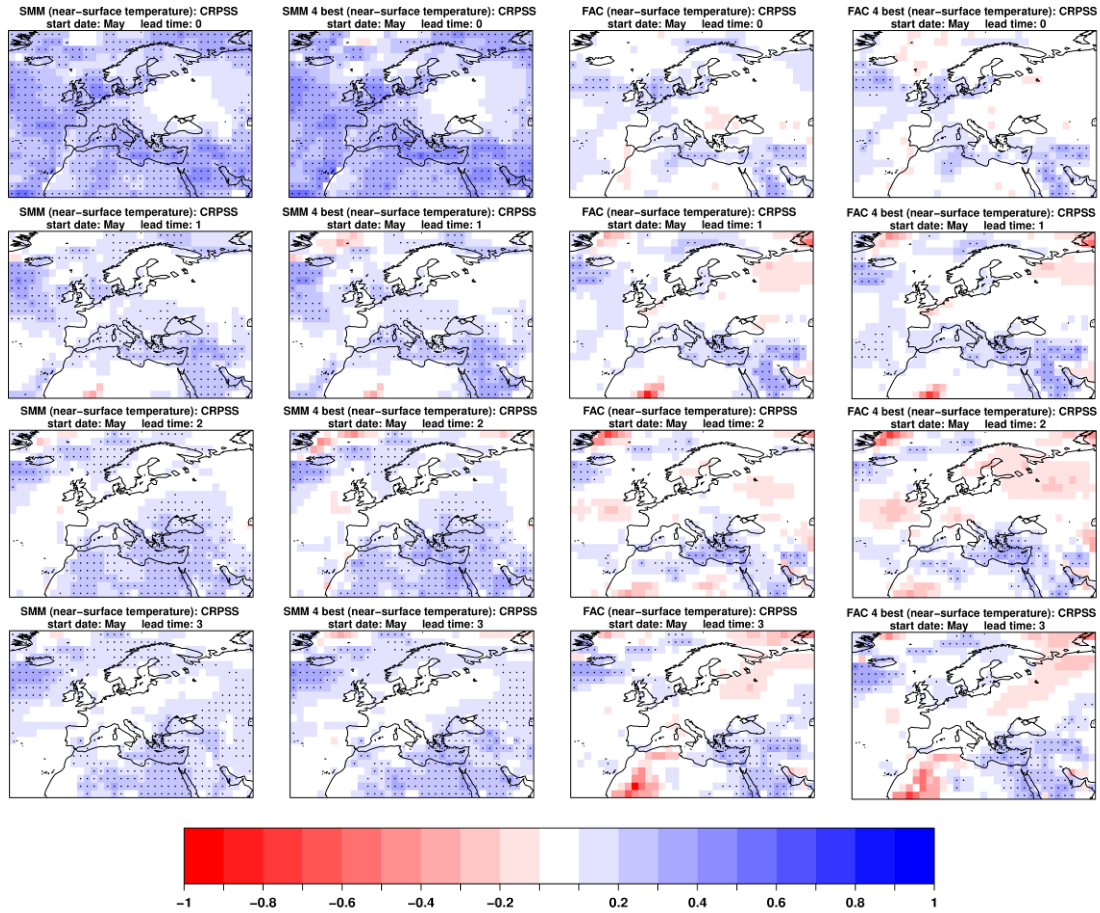 SMM (near−surface temperature): CRPSS
start date: May lead time: 0
SMM 4 best (near−surface temperature): CRPSS
start date: May lead time: 0
FAC (near−surface temperature): CRPSS
start date: May lead time: 0
FAC 4 best (near−surface temperature): CRPSS
start date: May lead time: 0
SMM (near−surface temperature): CRPSS
start date: May lead time: 1
SMM 4 best (near−surface temperature): CRPSS
start date: May lead time: 1
FAC (near−surface temperature): CRPSS
start date: May lead time: 1
FAC 4 best (near−surface temperature): CRPSS
start date: May lead time: 1
SMM (near−surface temperature): CRPSS
start date: May lead time: 2
SMM 4 best (near−surface temperature): CRPSS
start date: May lead time: 2
FAC (near−surface temperature): CRPSS
start date: May lead time: 2
FAC 4 best (near−surface temperature): CRPSS
start date: May lead time: 2
SMM (near−surface temperature): CRPSS
start date: May lead time: 3
SMM 4 best (near−surface temperature): CRPSS
start date: May lead time: 3
FAC (near−surface temperature): CRPSS
start date: May lead time: 3
FAC 4 best (near−surface temperature): CRPSS
start date: May lead time: 3
−1 −0.8 −0.6 −0.4 −0.2 0.2 0.4 0.6 0.8 1